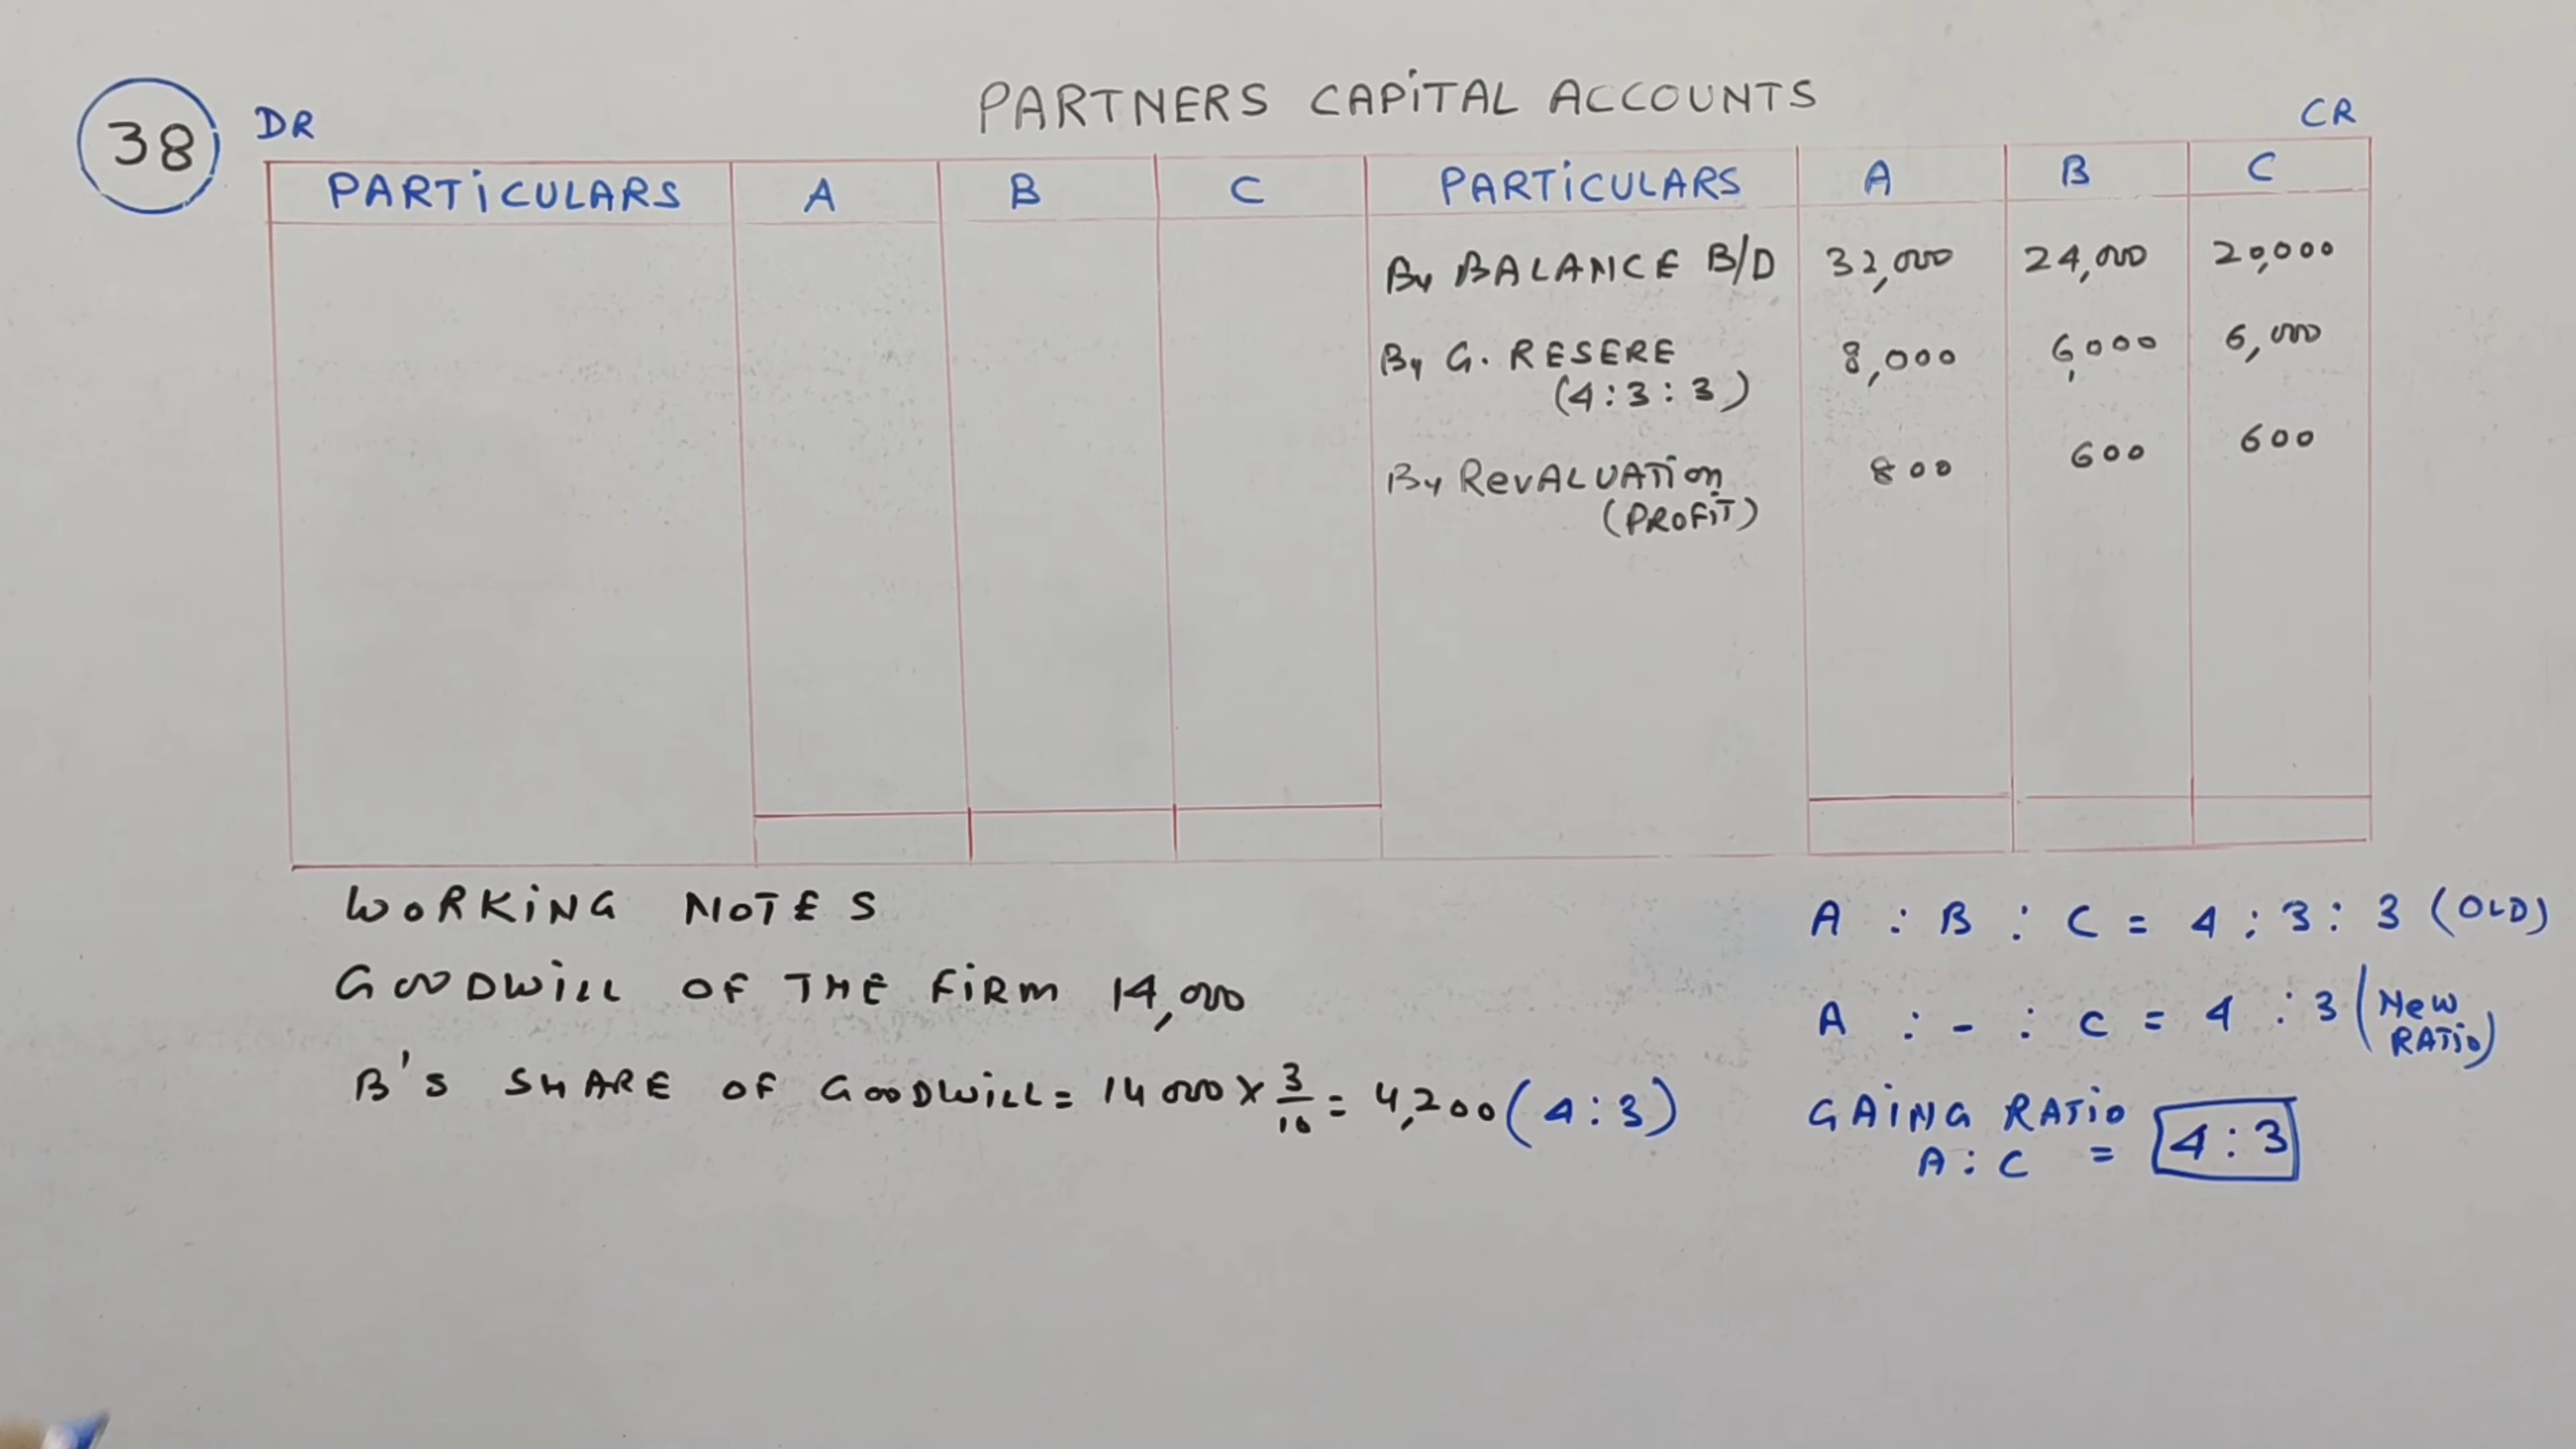 38
DR
PARTNERS CAPITAL ACCOUNTS
CR
PARTICULARS A B C PARTICULARS A B C
By BALANCE B/D 32,000 24,000 20,000
By G. RESERE 8,000 6,000 6,000
(4:3:3)
By RevALUATion 800 600 600
(PROFIT)
WORKING NOTES
GOODWILL OF THE FIRM 14,000
B's SHARE OF GOODWILL = 14000 × 3/10 = 4,200 (4:3)
A : B : C = 4 : 3 : 3 (OLD)
A : - : C = 4 : 3 (New RATio)
GAING RATIO
A : C = 4:3